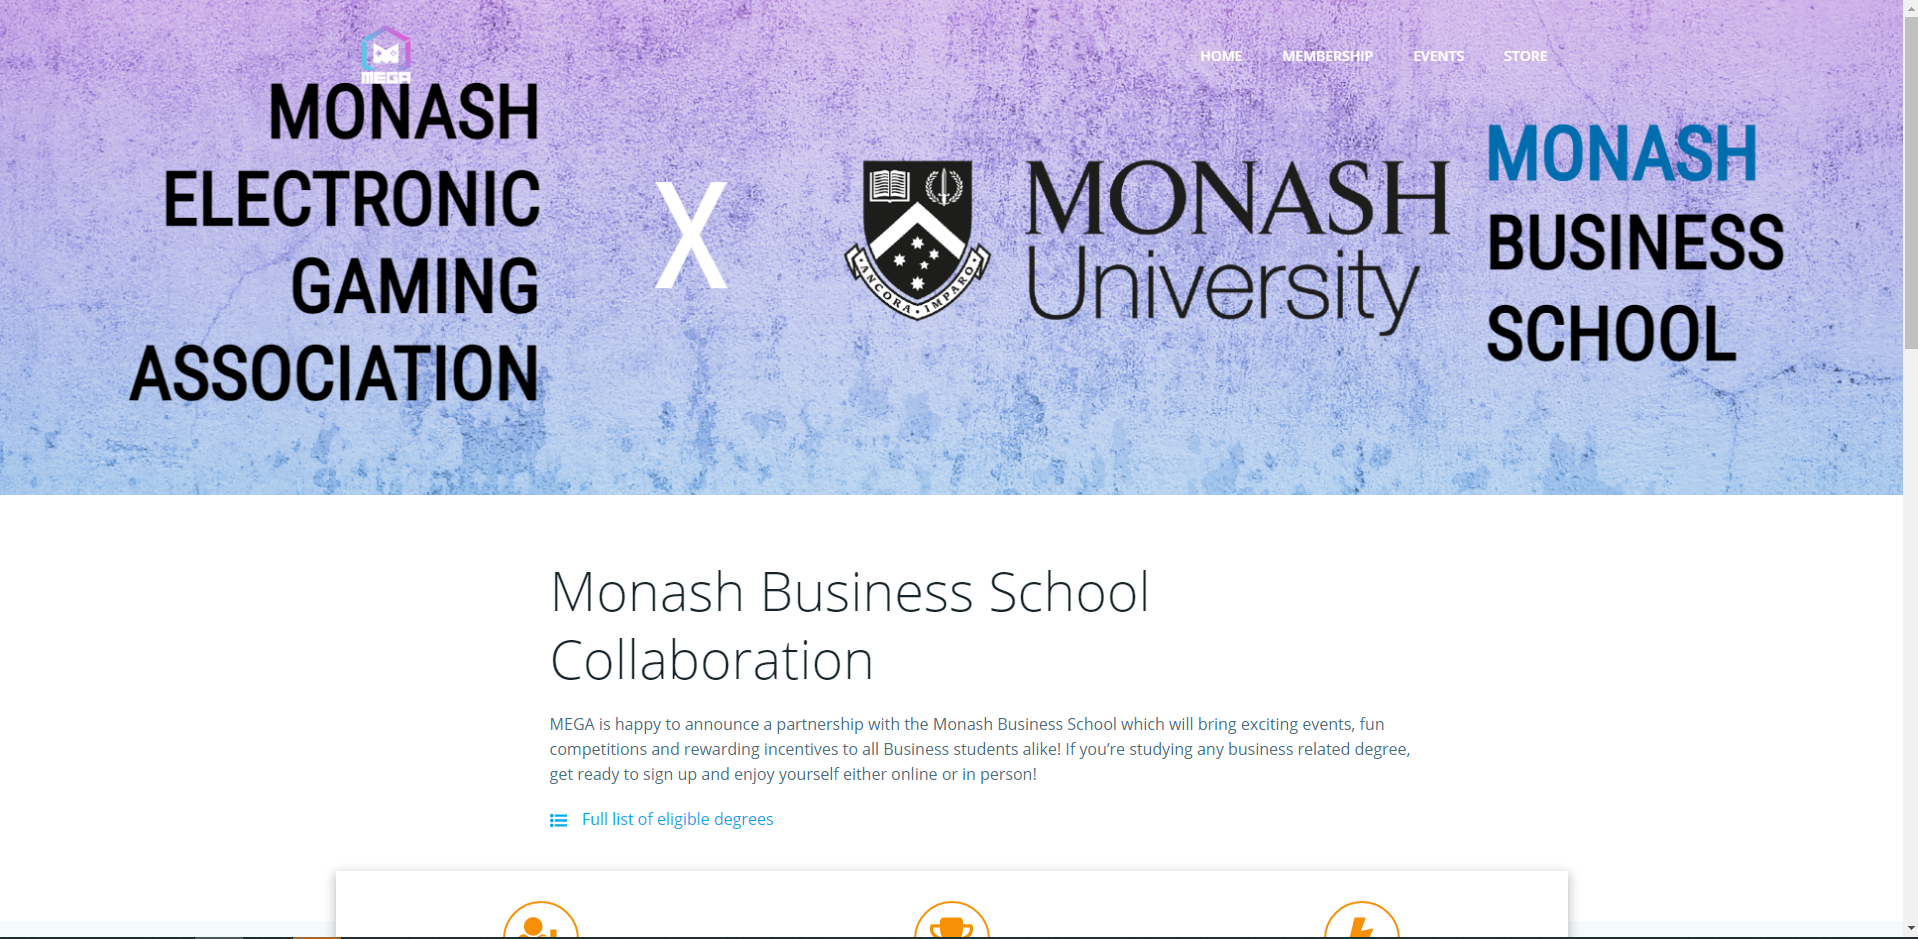 MEGA
HOME MEMBERSHIP EVENTS STORE
MONASH
ELECTRONIC
GAMING
ASSOCIATION
X
ANCORA IMPARO
MONASH
University
MONASH
BUSINESS
SCHOOL
Monash Business School
Collaboration
MEGA is happy to announce a partnership with the Monash Business School which will bring exciting events, fun
competitions and rewarding incentives to all Business students alike! If you’re studying any business related degree,
get ready to sign up and enjoy yourself either online or in person!
Full list of eligible degrees